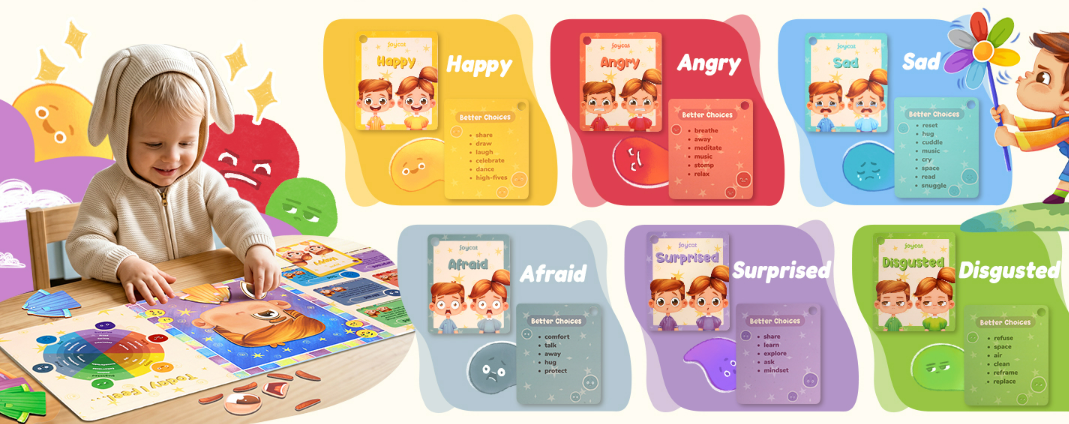 joycat
Happy
Happy
Better Choices
• share
• draw
• laugh
• celebrate
• dance
• high-fives
joycat
Angry
Angry
Better Choices
• breathe
• away
• meditate
• music
• stomp
• relax
joycat
Sad
Sad
Better Choices
• reset
• hug
• cuddle
• music
• cry
• space
• read
• snuggle
joycat
Afraid
Afraid
Better Choices
• comfort
• talk
• away
• hug
• protect
joycat
Surprised
Surprised
Better Choices
• share
• learn
• explore
• ask
• mindset
joycat
Disgusted
Disgusted
Better Choices
• refuse
• space
• air
• clean
• reframe
• replace
Today I Feel...